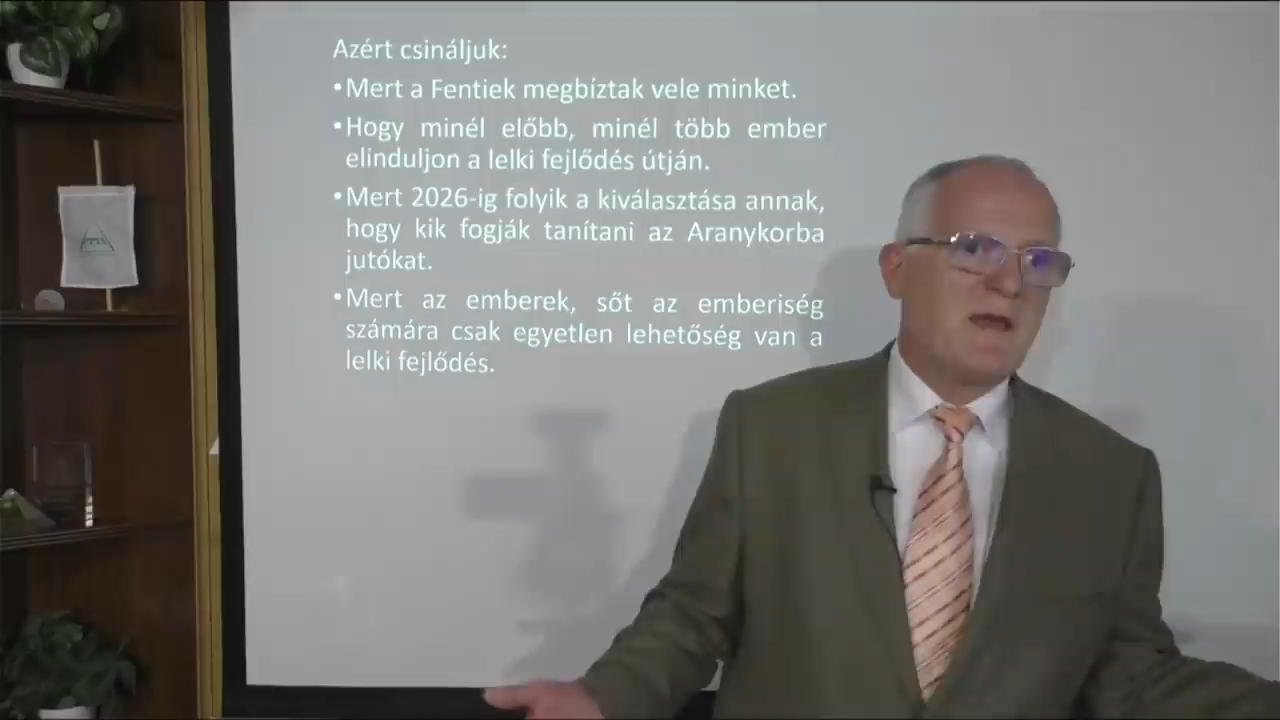 Azért csináljuk:
•Mert a Fentiek megbíztak vele minket.
•Hogy minél előbb, minél több ember
elinduljon a lelki fejlődés útján.
•Mert 2026-ig folyik a kiválasztása annak,
hogy kik fogják tanítani az Aranykorba
jutókat.
•Mert az emberek, sőt az emberiség
számára csak egyetlen lehetőség van a
lelki fejlődés.